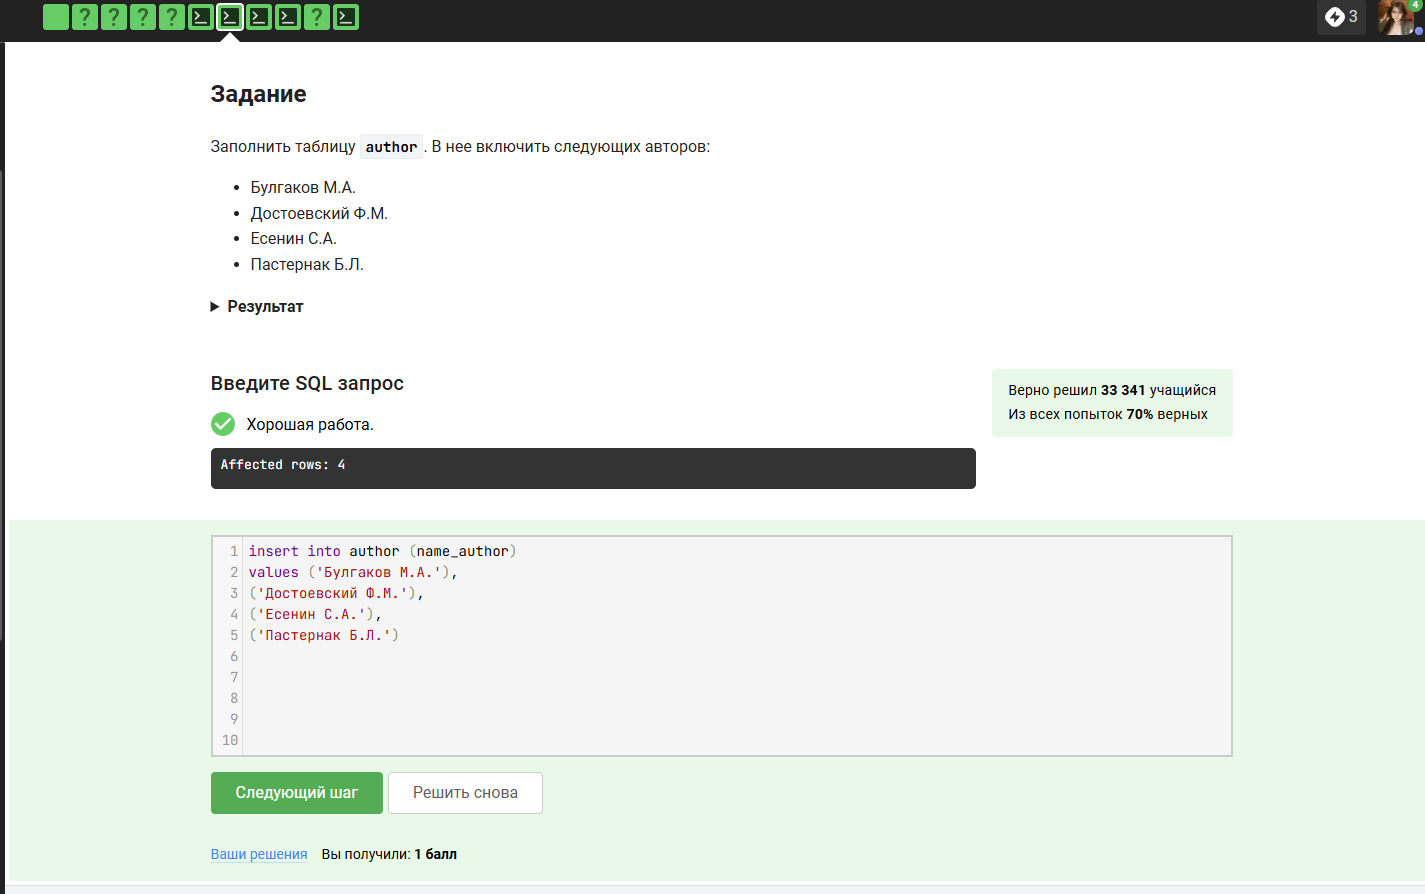 ? ? ? ? ?
3
4
Задание
Заполнить таблицу author. В нее включить следующих авторов:
• Булгаков М.А.
• Достоевский Ф.М.
• Есенин С.А.
• Пастернак Б.Л.
Результат
Введите SQL запрос
Хорошая работа.
Affected rows: 4
Верно решил 33 341 учащийся
Из всех попыток 70% верных
1 insert into author (name_author)
2 values ('Булгаков М.А.'),
3 ('Достоевский Ф.М.'),
4 ('Есенин С.А.'),
5 ('Пастернак Б.Л.')
6
7
8
9
10
Следующий шаг Решить снова
Ваши решения Вы получили: 1 балл